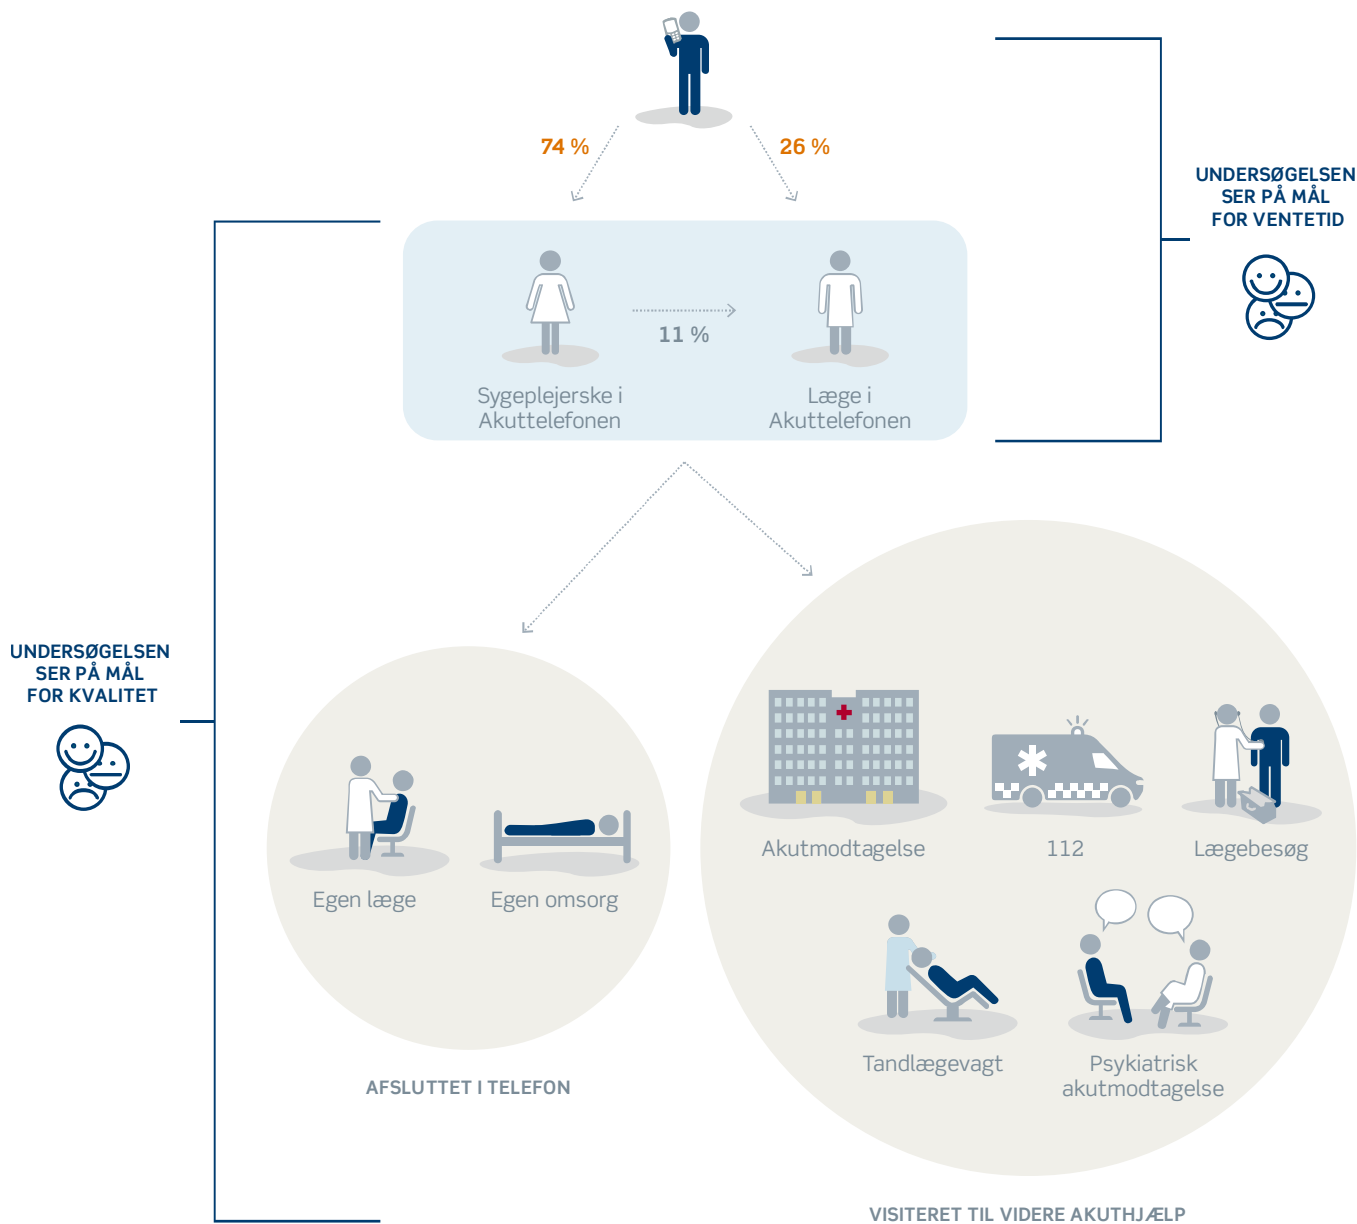 74 %
26 %
UNDERSØGELSEN
SER PÅ MÅL
FOR VENTETID
11 %
Sygeplejerske i
Akuttelefonen
Læge i
Akuttelefonen
UNDERSØGELSEN
SER PÅ MÅL
FOR KVALITET
Egen læge
Egen omsorg
AFSLUTTET I TELEFON
Akutmodtagelse
112
Lægebesøg
Tandlægevagt
Psykiatrisk
akutmodtagelse
VISITERET TIL VIDERE AKUTHJÆLP